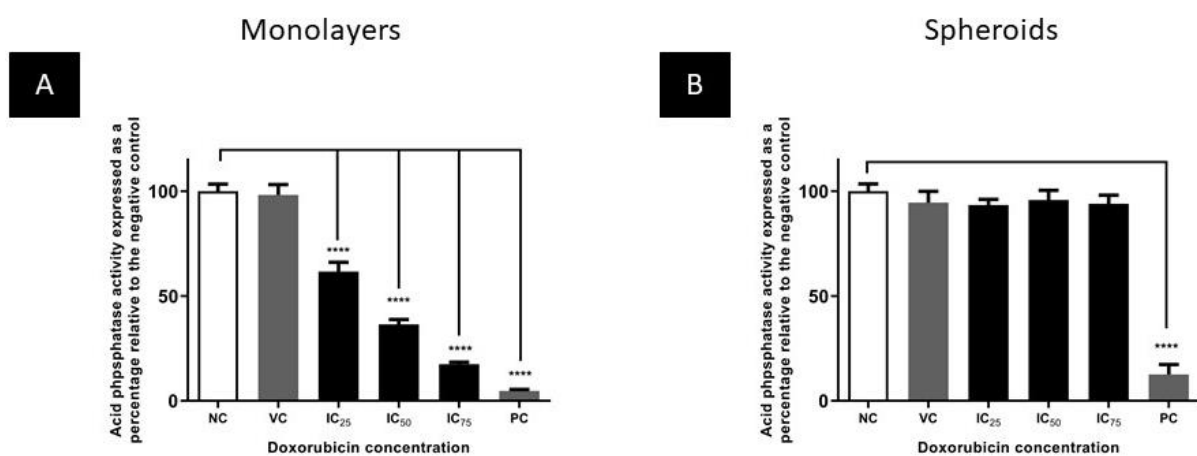 Monolayers
A
Acid phpsphatase activity expressed as a
percentage relative to the negative control
100
50
0
****
****
****
****
NC VC IC25 IC50 IC75 PC
Doxorubicin concentration
Spheroids
B
Acid phpsphatase activity expressed as a
percentage relative to the negative control
100
50
0
****
NC VC IC25 IC50 IC75 PC
Doxorubicin concentration